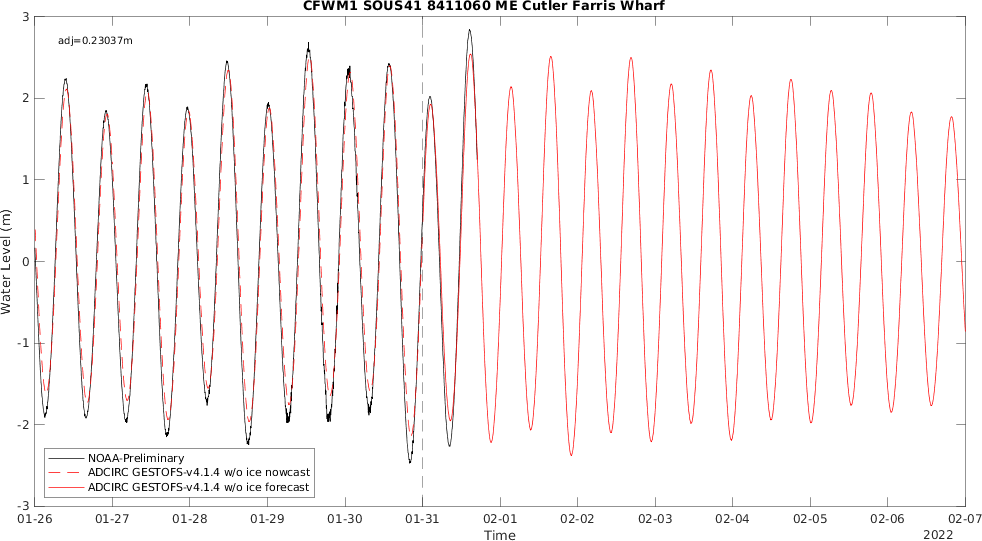 CFWM1 SOUS41 8411060 ME Cutler Farris Wharf
adj=0.23037m
3
2
1
0
-1
-2
-3
Water Level (m)
NOAA-Preliminary
ADCIRC GESTOFS-v4.1.4 w/o ice nowcast
ADCIRC GESTOFS-v4.1.4 w/o ice forecast
01-26 01-27 01-28 01-29 01-30 01-31 02-01 02-02 02-03 02-04 02-05 02-06 02-07
Time
2022